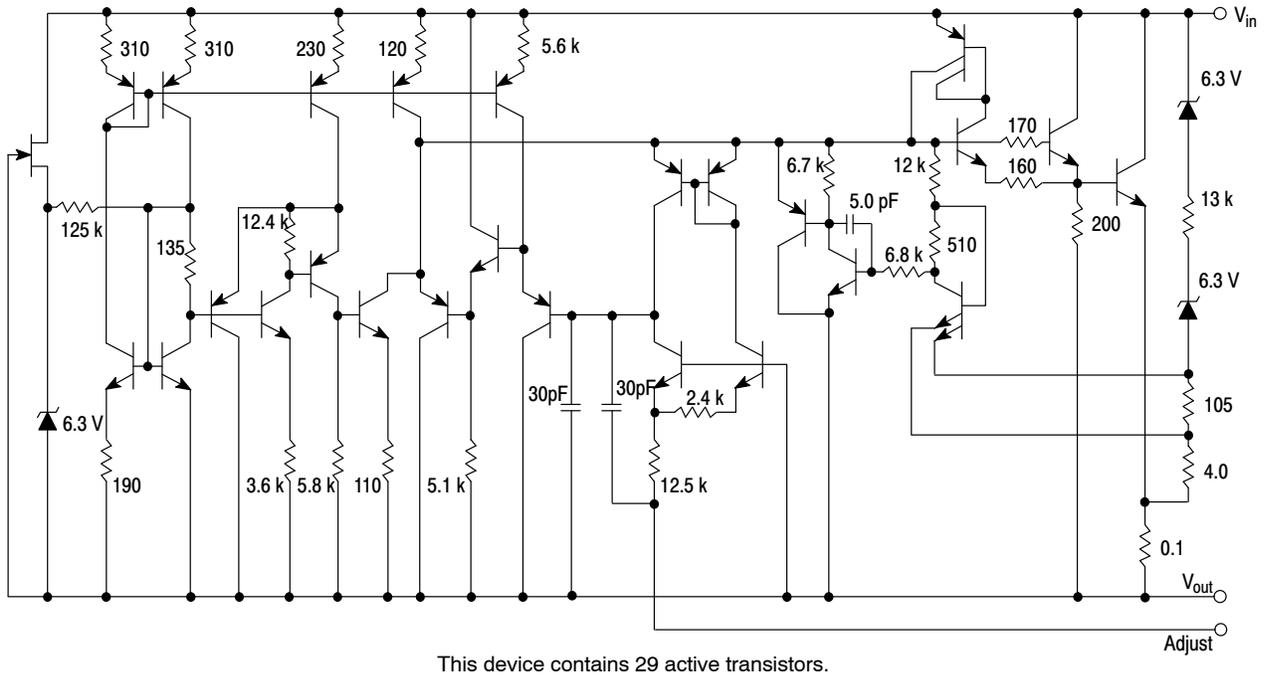 V_in
310
310
230
120
5.6 k
6.3 V
170
6.7 k
12 k
160
5.0 pF
13 k
125 k
12.4 k
200
135
6.8 k
510
6.3 V
30pF
30pF
2.4 k
105
6.3 V
190
3.6 k
5.8 k
110
5.1 k
12.5 k
4.0
0.1
V_out
Adjust
This device contains 29 active transistors.